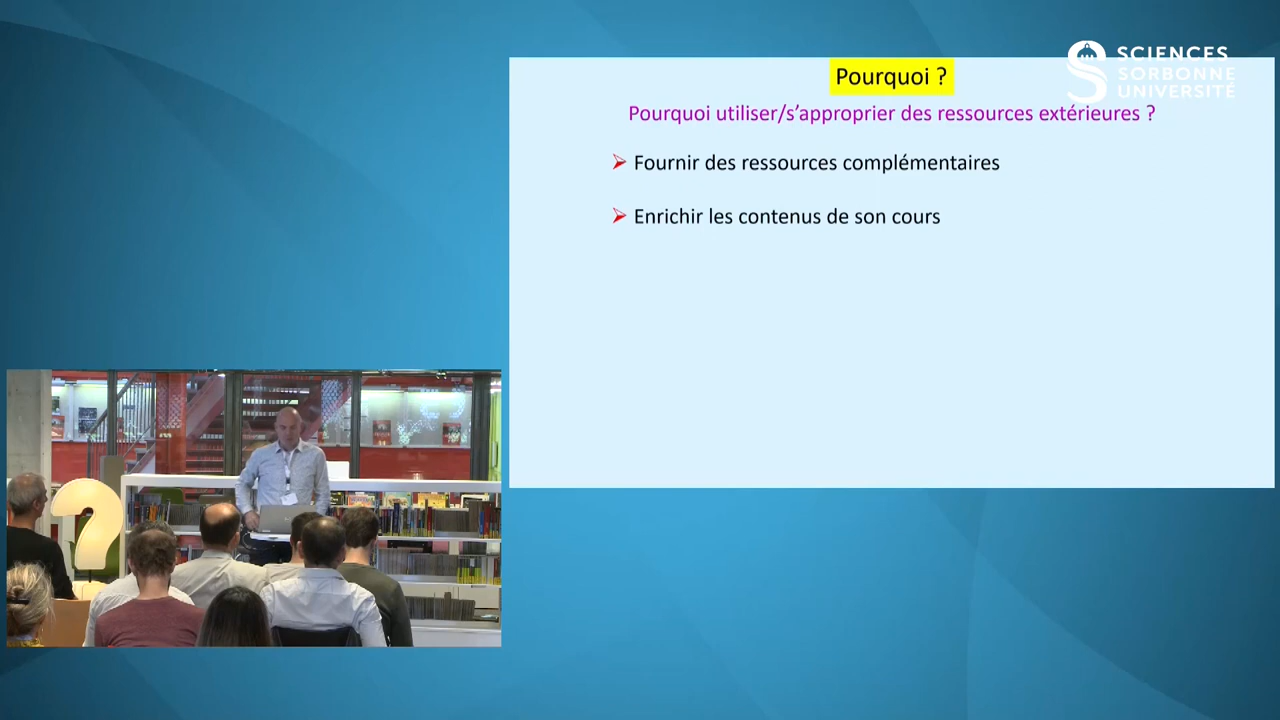 SCIENCES
SORBONNE
UNIVERSITÉ
Pourquoi ?
Pourquoi utiliser/s’approprier des ressources extérieures ?
Fournir des ressources complémentaires
Enrichir les contenus de son cours
?